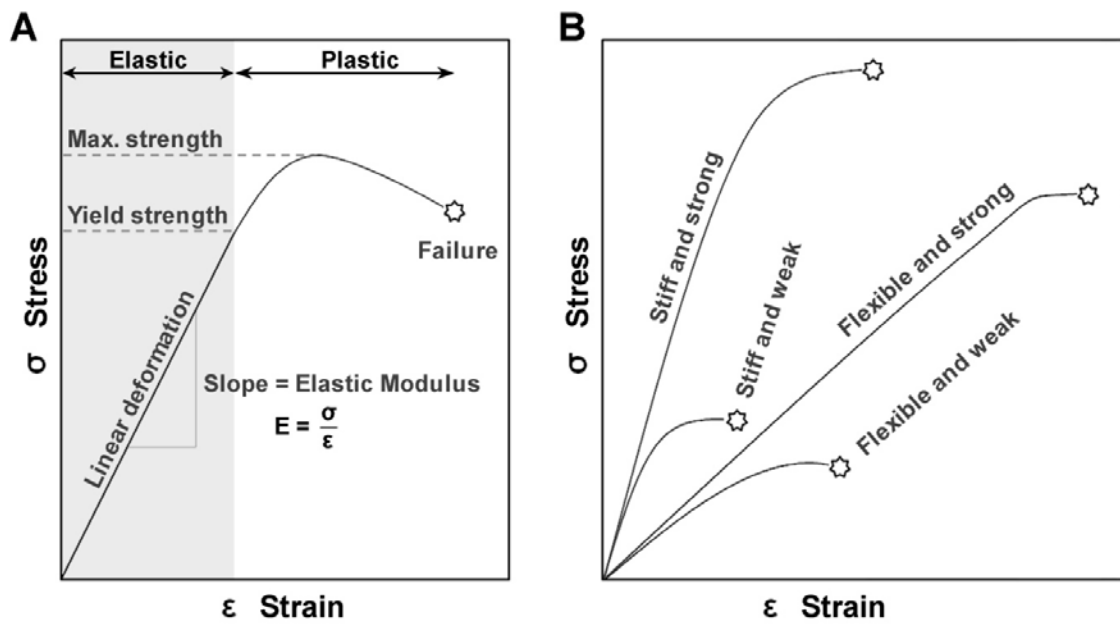 A
Elastic
Plastic
Max. strength
Yield strength
Failure
Linear deformation
Slope = Elastic Modulus
E = σ/ε
σ Stress
ε Strain
B
Stiff and strong
Stiff and weak
Flexible and strong
Flexible and weak
σ Stress
ε Strain